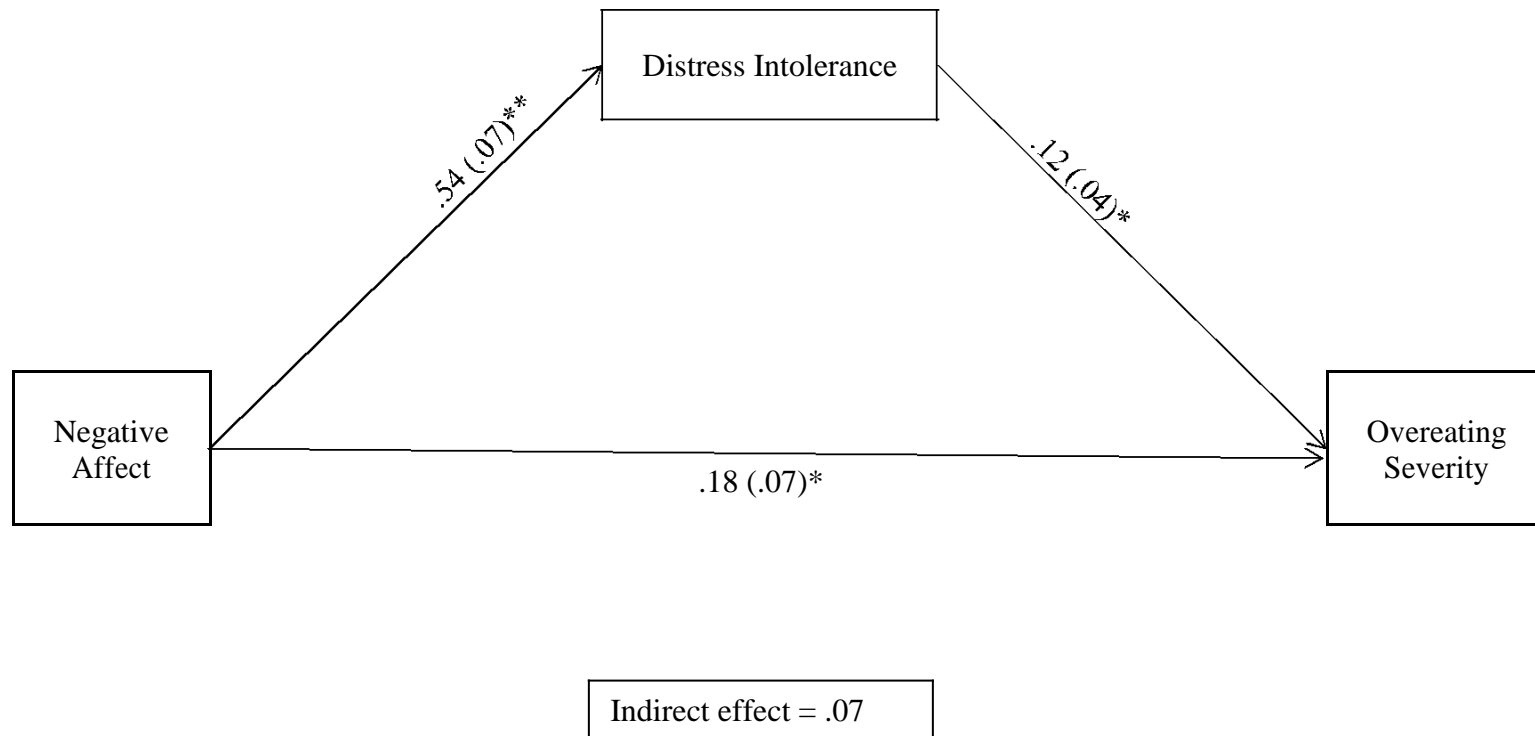 Distress Intolerance
.54 (.07)**
.12 (.04)*
Negative
Affect
Overeating
Severity
.18 (.07)*
Indirect effect = .07